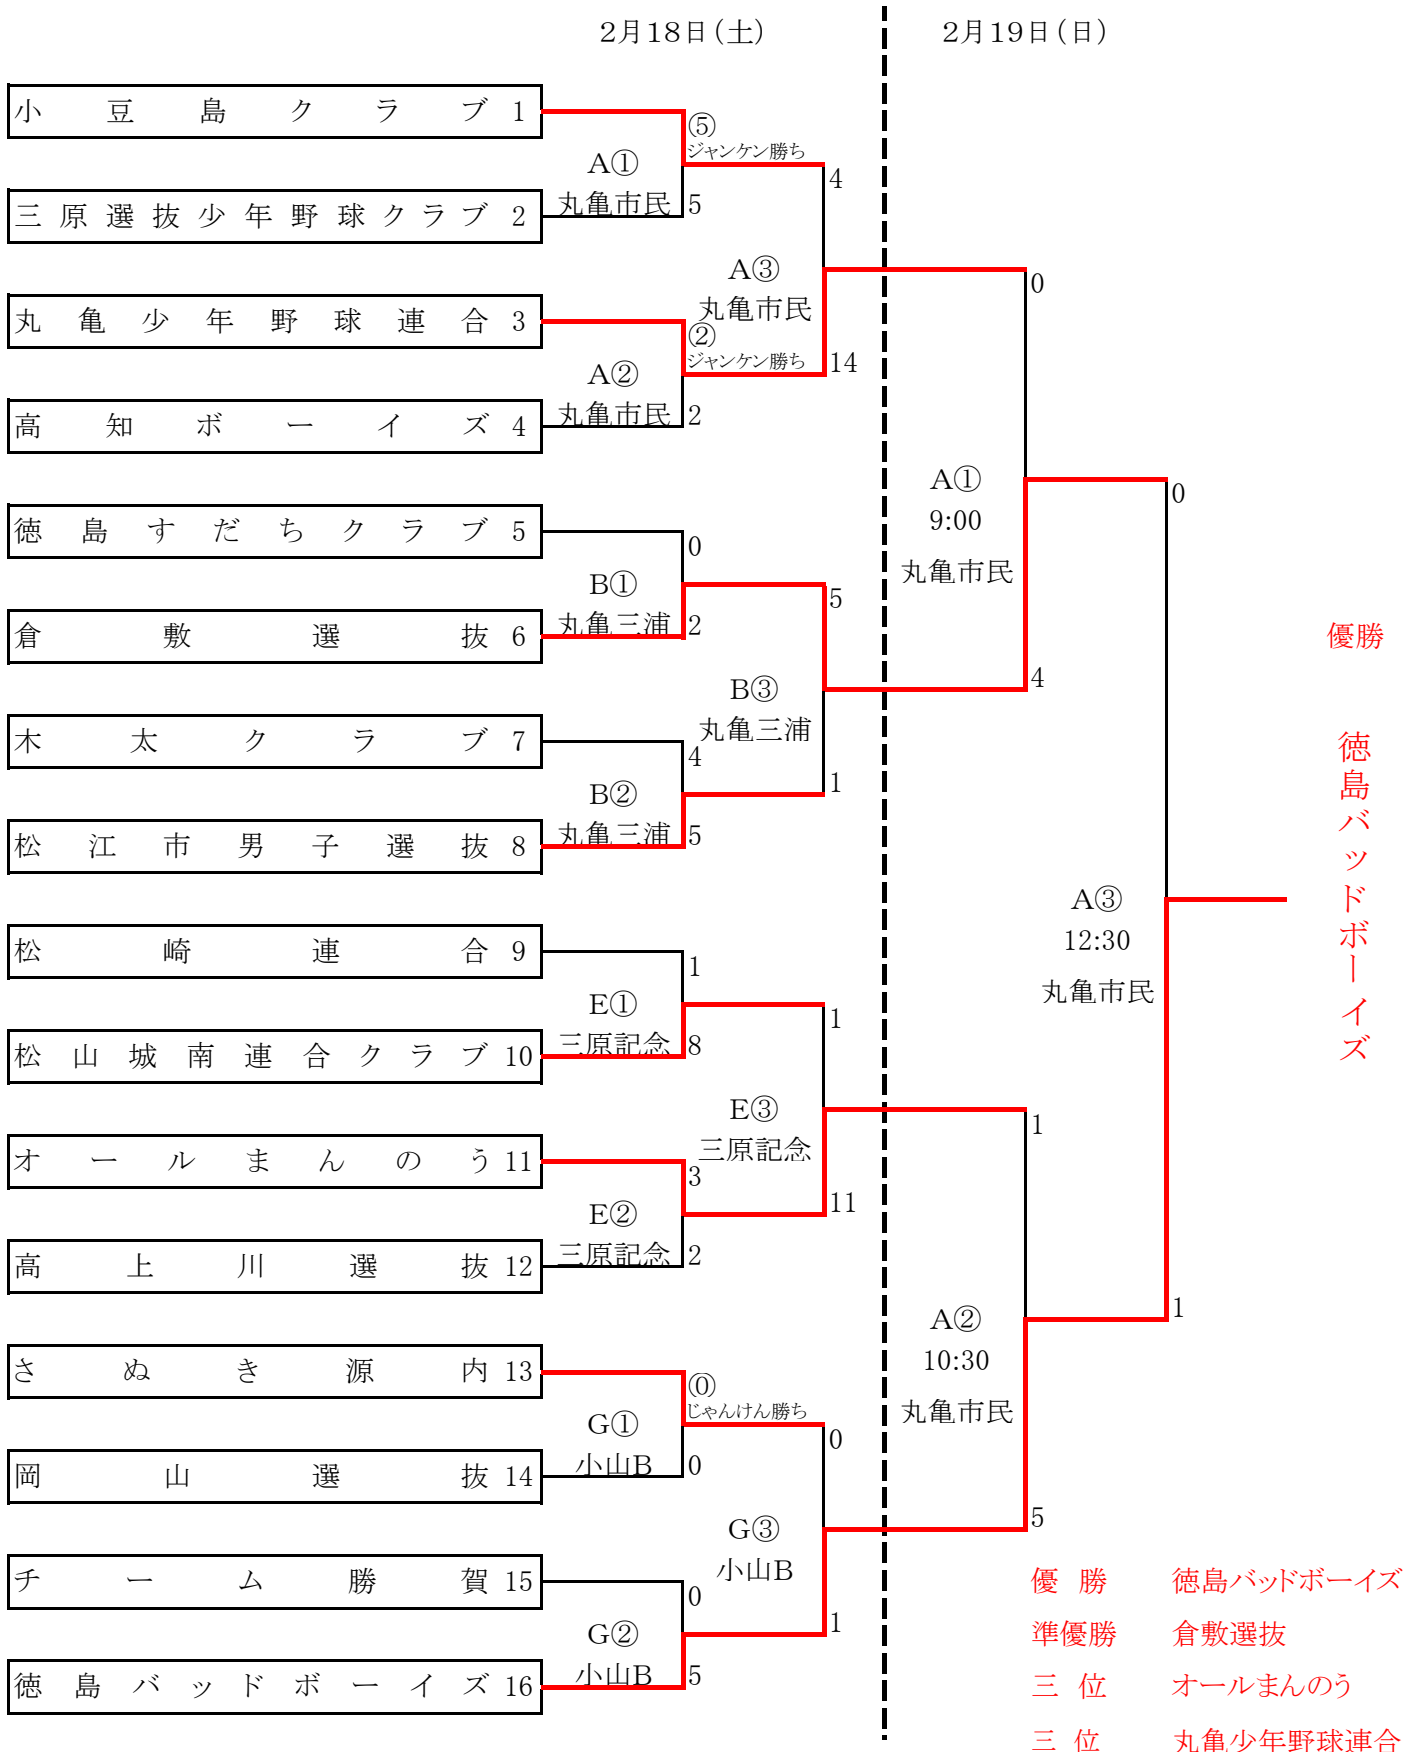 2月18日(土)
2月19日(日)
小豆島クラブ 1
⑤
ジャンケン勝ち
A①
丸亀市民
4
三原選抜少年野球クラブ 2
5
A③
丸亀市民
0
丸亀少年野球連合 3
②
ジャンケン勝ち
14
A②
丸亀市民
高知ボーイズ 4
2
A①
9:00
丸亀市民
0
徳島すだちクラブ 5
0
B①
丸亀三浦
5
倉敷選抜 6
2
優勝
B③
丸亀三浦
4
木太クラブ 7
4
徳島バッドボーイズ
B②
丸亀三浦
1
松江市男子選抜 8
5
A③
12:30
丸亀市民
松崎連合 9
1
E①
三原記念
1
松山城南連合クラブ 10
8
E③
三原記念
1
オールまんのう 11
3
11
E②
三原記念
高上川選抜 12
2
A②
10:30
丸亀市民
1
さぬき源内 13
⓪
じゃんけん勝ち
G①
小山B
0
岡山選抜 14
0
G③
小山B
5
チーム勝賀 15
0
G②
小山B
1
徳島バッドボーイズ 16
5
優 勝 徳島バッドボーイズ
準優勝 倉敷選抜
三 位 オールまんのう
三 位 丸亀少年野球連合